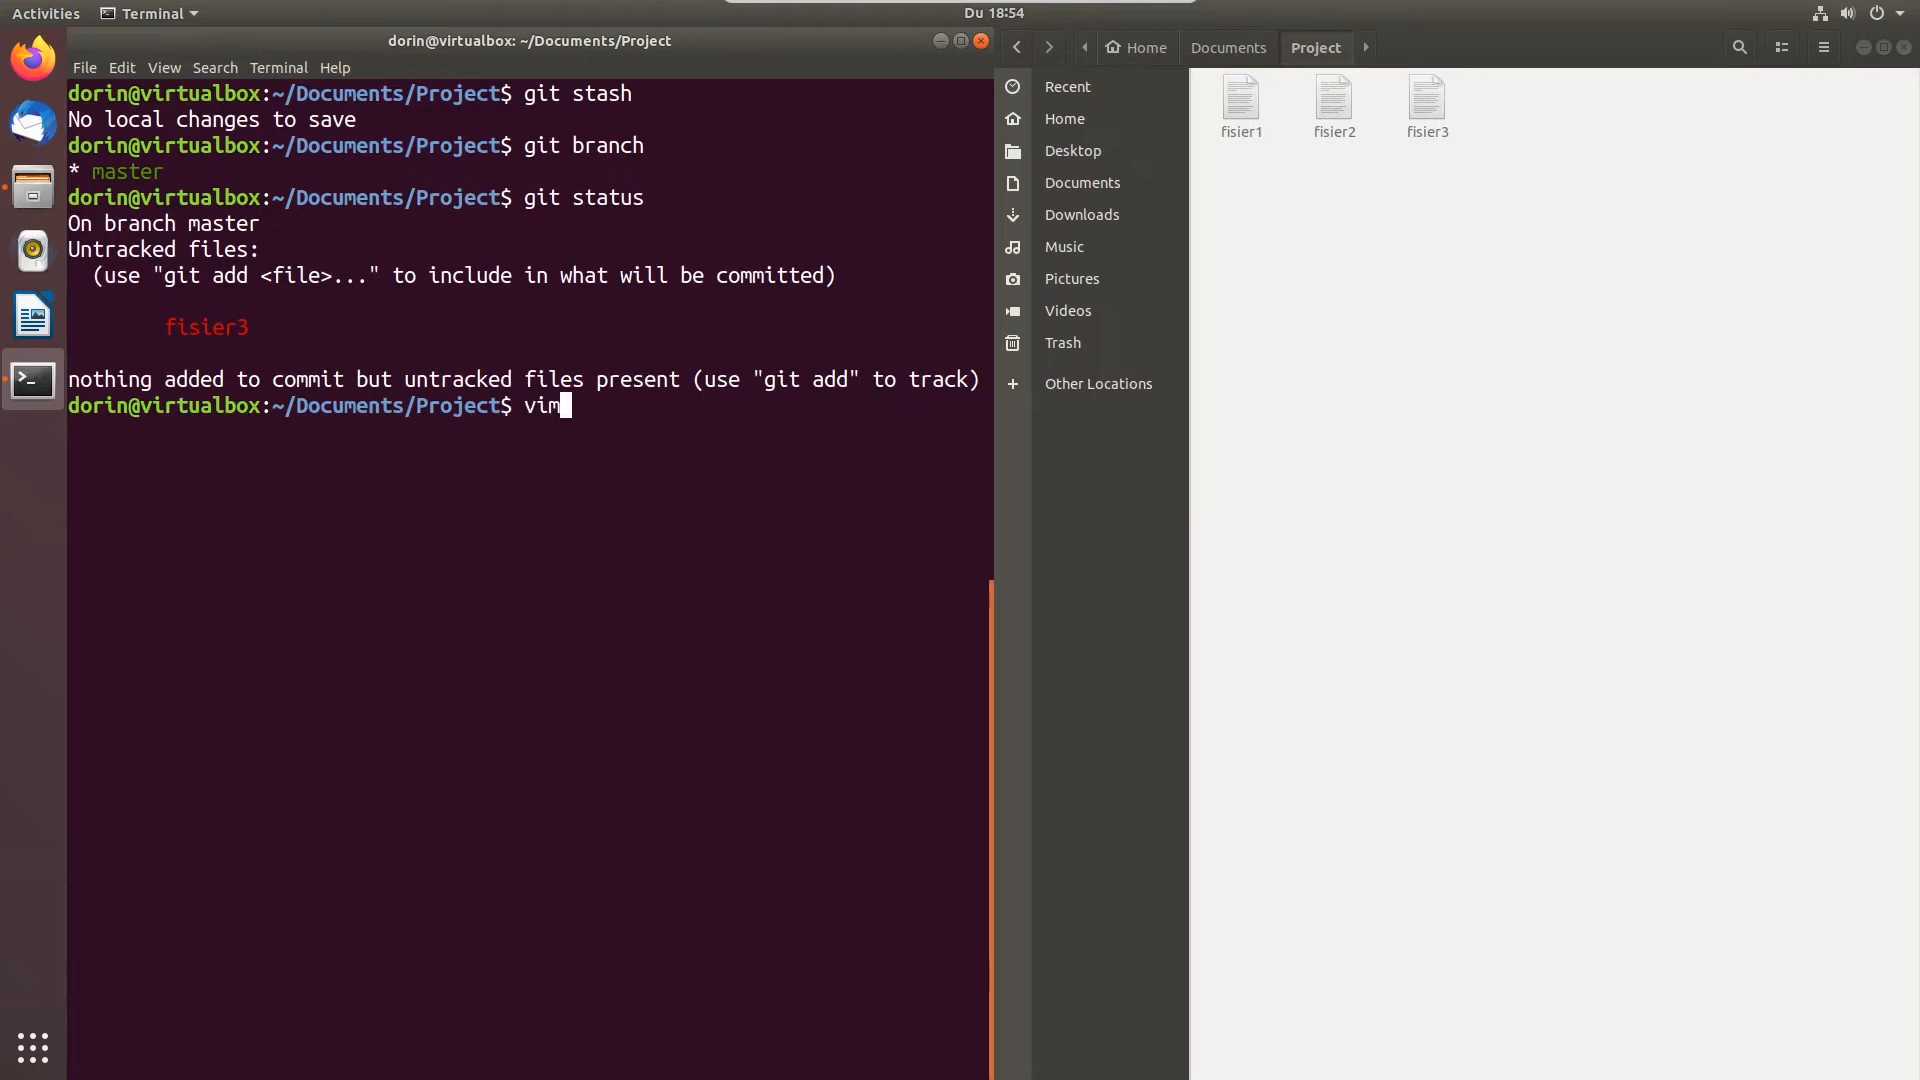 Activities
Terminal
Du 18:54
dorin@virtualbox: ~/Documents/Project
File Edit View Search Terminal Help
dorin@virtualbox:~/Documents/Project$ git stash
No local changes to save
dorin@virtualbox:~/Documents/Project$ git branch
* master
dorin@virtualbox:~/Documents/Project$ git status
On branch master
Untracked files:
  (use "git add <file>..." to include in what will be committed)
        fisier3
nothing added to commit but untracked files present (use "git add" to track)
dorin@virtualbox:~/Documents/Project$ vim
Home Documents Project
Recent
Home
Desktop
Documents
Downloads
Music
Pictures
Videos
Trash
Other Locations
fisier1 fisier2 fisier3